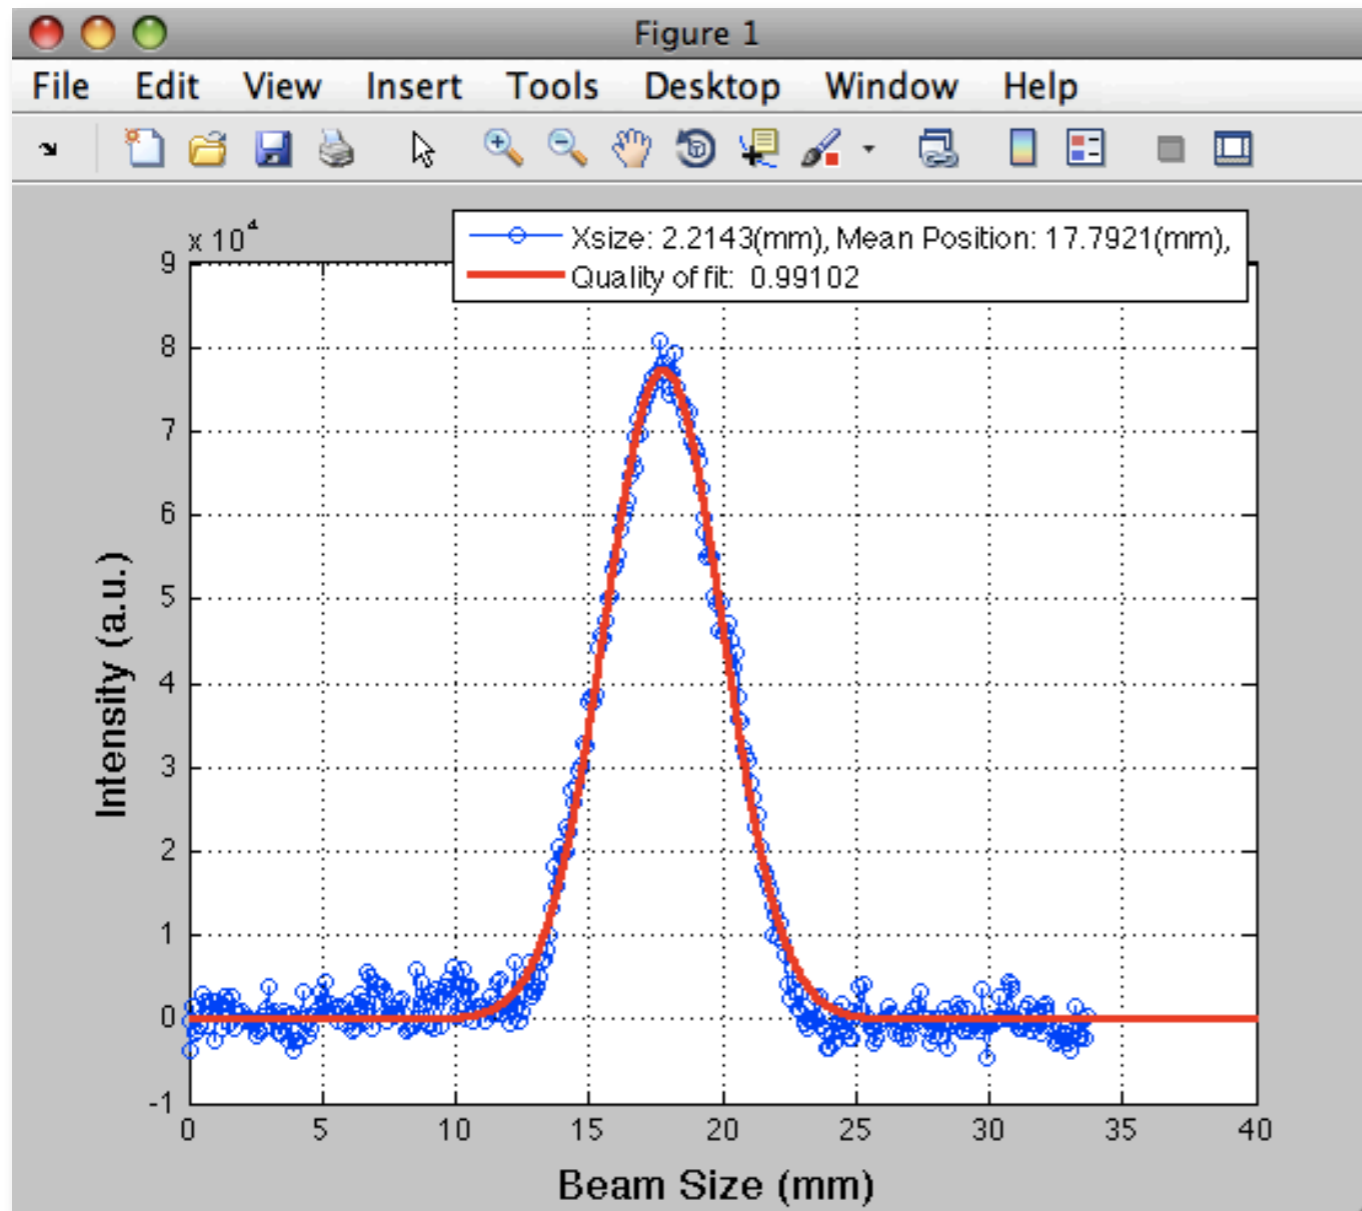 Figure 1
File Edit View Insert Tools Desktop Window Help
x 10^4
Xsize: 2.2143(mm), Mean Position: 17.7921(mm),
Quality of fit: 0.99102
9
8
7
6
5
4
3
2
1
0
-1
Intensity (a.u.)
0 5 10 15 20 25 30 35 40
Beam Size (mm)